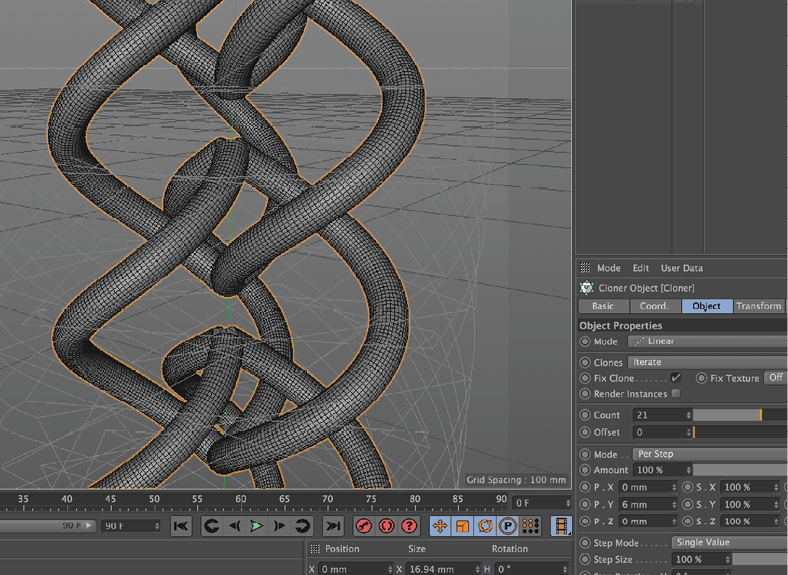 Mode Edit User Data
Cloner Object [Cloner]
Basic Coord. Object Transform
Object Properties
Mode Linear
Clones Iterate
Fix Clone....... Fix Texture Off
Render Instances
Count 21
Offset 0
Mode.. Per Step
Amount 100 %
P . X 0 mm S . X 100 %
P . Y 6 mm S . Y 100 %
P . Z 0 mm S . Z 100 %
Step Mode..... Single Value
Step Size..... 100 %
Grid Spacing : 100 mm
35 40 45 50 55 60 65 70 75 80 85 90 0 F
90 F 90 F
Position Size Rotation
X 0 mm X 16.94 mm H 0 °